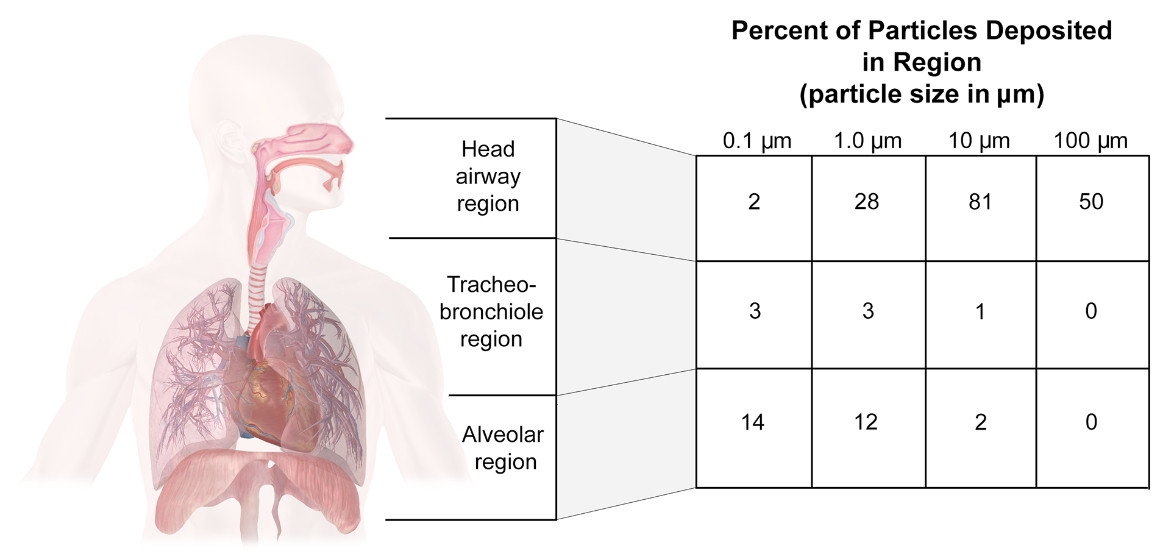 Percent of Particles Deposited
in Region
(particle size in µm)
0.1 µm 1.0 µm 10 µm 100 µm
Head
airway
region
2 28 81 50
Tracheo-
bronchiole
region
3 3 1 0
Alveolar
region
14 12 2 0